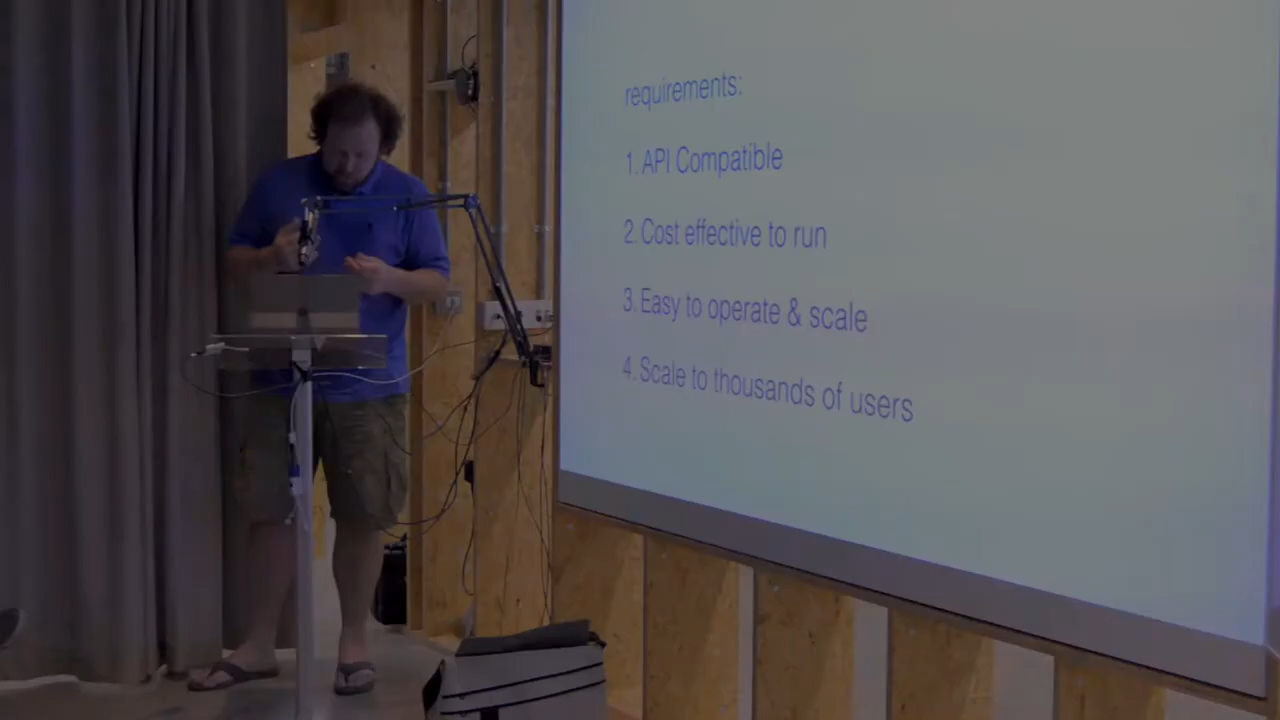 requirements:
1. API Compatible
2. Cost effective to run
3. Easy to operate & scale
4. Scale to thousands of users